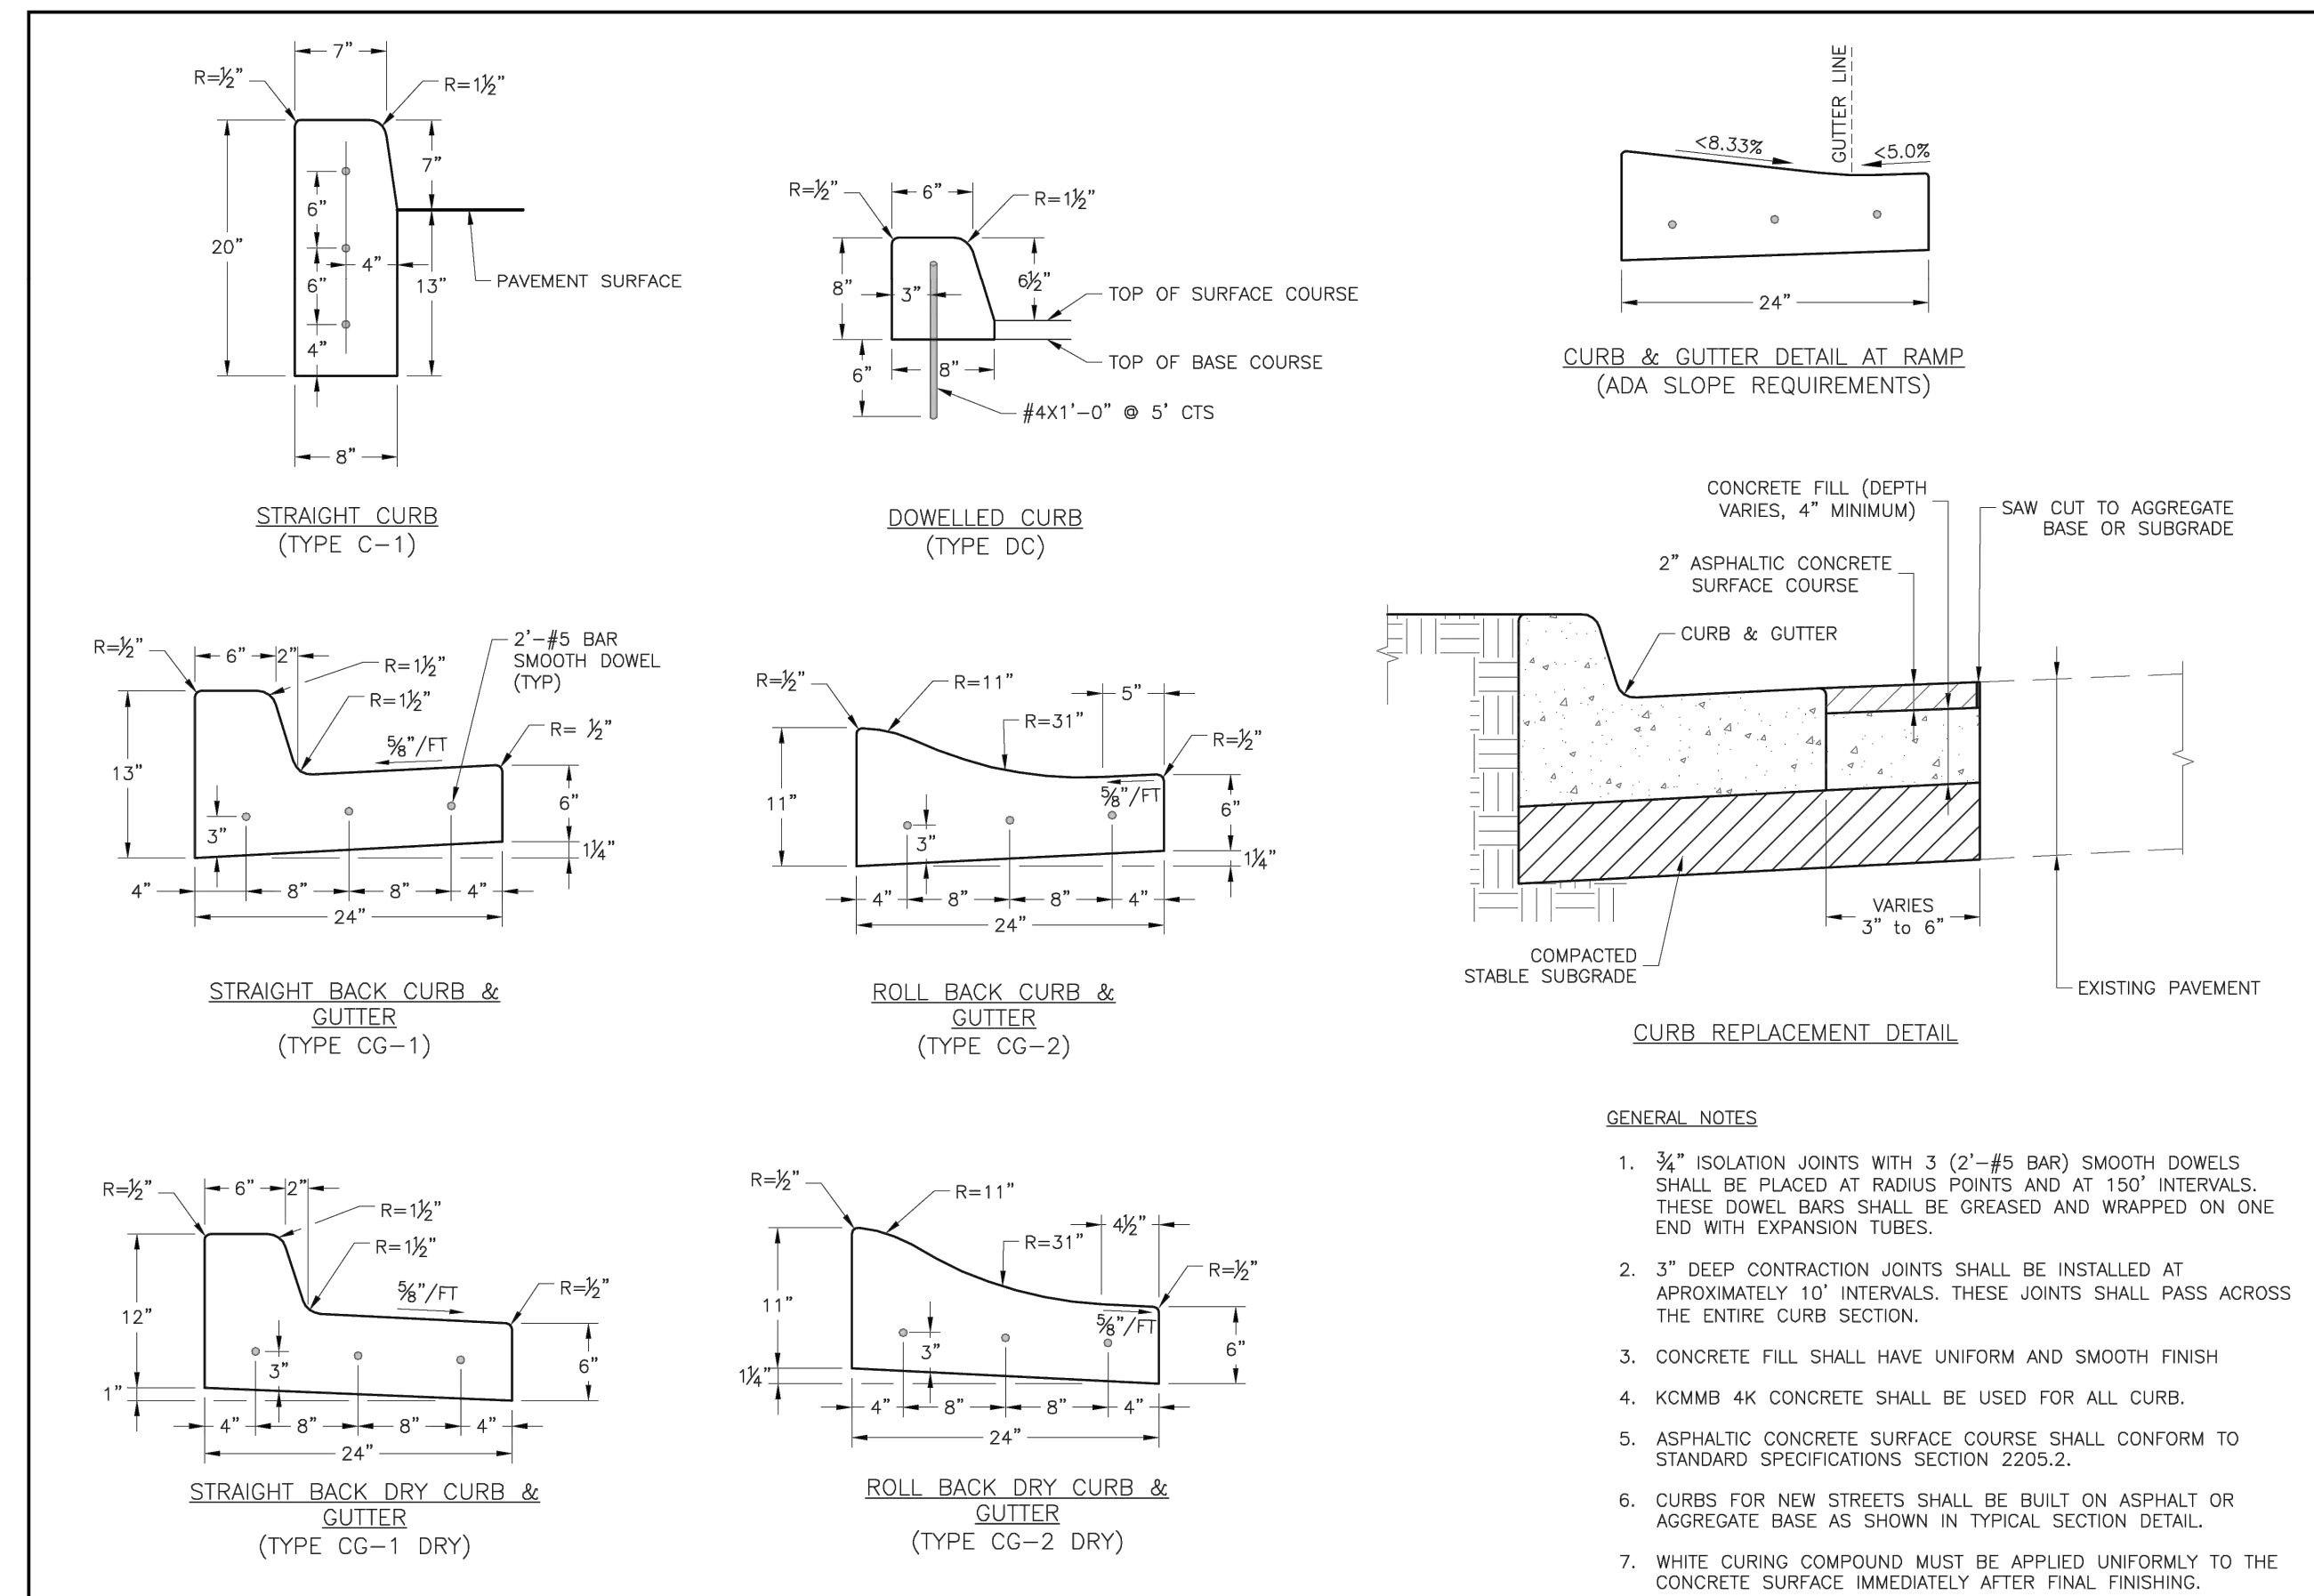 7”
R=½”
R=1½”
7”
6”
20”
4”
6”
13”
PAVEMENT SURFACE
4”
8”
STRAIGHT CURB
(TYPE C–1)
R=½”
6”
R=1½”
8”
3”
6½”
TOP OF SURFACE COURSE
TOP OF BASE COURSE
6”
8”
#4X1’–0” @ 5’ CTS
DOWELLED CURB
(TYPE DC)
GUTTER LINE
<8.33%
<5.0%
24”
CURB & GUTTER DETAIL AT RAMP
(ADA SLOPE REQUIREMENTS)
R=½”
6”
2”
R=1½”
R=1½”
2’–#5 BAR
SMOOTH DOWEL
(TYP)
R= ½”
⅝”/FT
13”
6”
3”
1¼”
4”
8”
8”
4”
24”
STRAIGHT BACK CURB &
GUTTER
(TYPE CG–1)
R=½”
R=11”
5”
R=31”
R=½”
11”
⅝”/FT
6”
3”
1¼”
4”
8”
8”
4”
24”
ROLL BACK CURB &
GUTTER
(TYPE CG–2)
CONCRETE FILL (DEPTH
VARIES, 4” MINIMUM)
SAW CUT TO AGGREGATE
BASE OR SUBGRADE
2” ASPHALTIC CONCRETE
SURFACE COURSE
CURB & GUTTER
VARIES
3” to 6”
COMPACTED
STABLE SUBGRADE
EXISTING PAVEMENT
CURB REPLACEMENT DETAIL
R=½”
6”
2”
R=1½”
R=1½”
⅝”/FT
R=½”
12”
3”
6”
1”
4”
8”
8”
4”
24”
STRAIGHT BACK DRY CURB &
GUTTER
(TYPE CG–1 DRY)
R=½”
R=11”
4½”
R=31”
R=½”
11”
⅝”/FT
3”
6”
1¼”
4”
8”
8”
4”
24”
ROLL BACK DRY CURB &
GUTTER
(TYPE CG–2 DRY)
GENERAL NOTES
1. ¾” ISOLATION JOINTS WITH 3 (2’–#5 BAR) SMOOTH DOWELS
SHALL BE PLACED AT RADIUS POINTS AND AT 150’ INTERVALS.
THESE DOWEL BARS SHALL BE GREASED AND WRAPPED ON ONE
END WITH EXPANSION TUBES.
2. 3” DEEP CONTRACTION JOINTS SHALL BE INSTALLED AT
APROXIMATELY 10’ INTERVALS. THESE JOINTS SHALL PASS ACROSS
THE ENTIRE CURB SECTION.
3. CONCRETE FILL SHALL HAVE UNIFORM AND SMOOTH FINISH
4. KCMMB 4K CONCRETE SHALL BE USED FOR ALL CURB.
5. ASPHALTIC CONCRETE SURFACE COURSE SHALL CONFORM TO
STANDARD SPECIFICATIONS SECTION 2205.2.
6. CURBS FOR NEW STREETS SHALL BE BUILT ON ASPHALT OR
AGGREGATE BASE AS SHOWN IN TYPICAL SECTION DETAIL.
7. WHITE CURING COMPOUND MUST BE APPLIED UNIFORMLY TO THE
CONCRETE SURFACE IMMEDIATELY AFTER FINAL FINISHING.